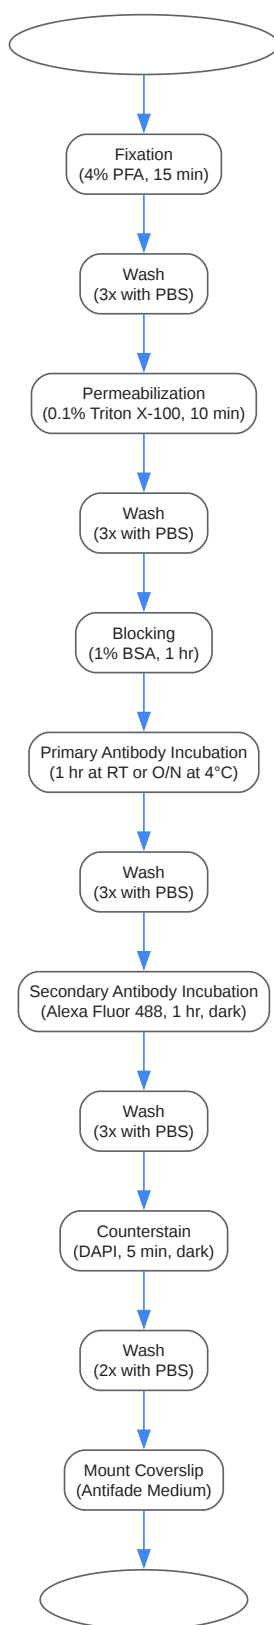 Fixation
(4% PFA, 15 min)
Wash
(3x with PBS)
Permeabilization
(0.1% Triton X-100, 10 min)
Wash
(3x with PBS)
Blocking
(1% BSA, 1 hr)
Primary Antibody Incubation
(1 hr at RT or O/N at 4°C)
Wash
(3x with PBS)
Secondary Antibody Incubation
(Alexa Fluor 488, 1 hr, dark)
Wash
(3x with PBS)
Counterstain
(DAPI, 5 min, dark)
Wash
(2x with PBS)
Mount Coverslip
(Antifade Medium)